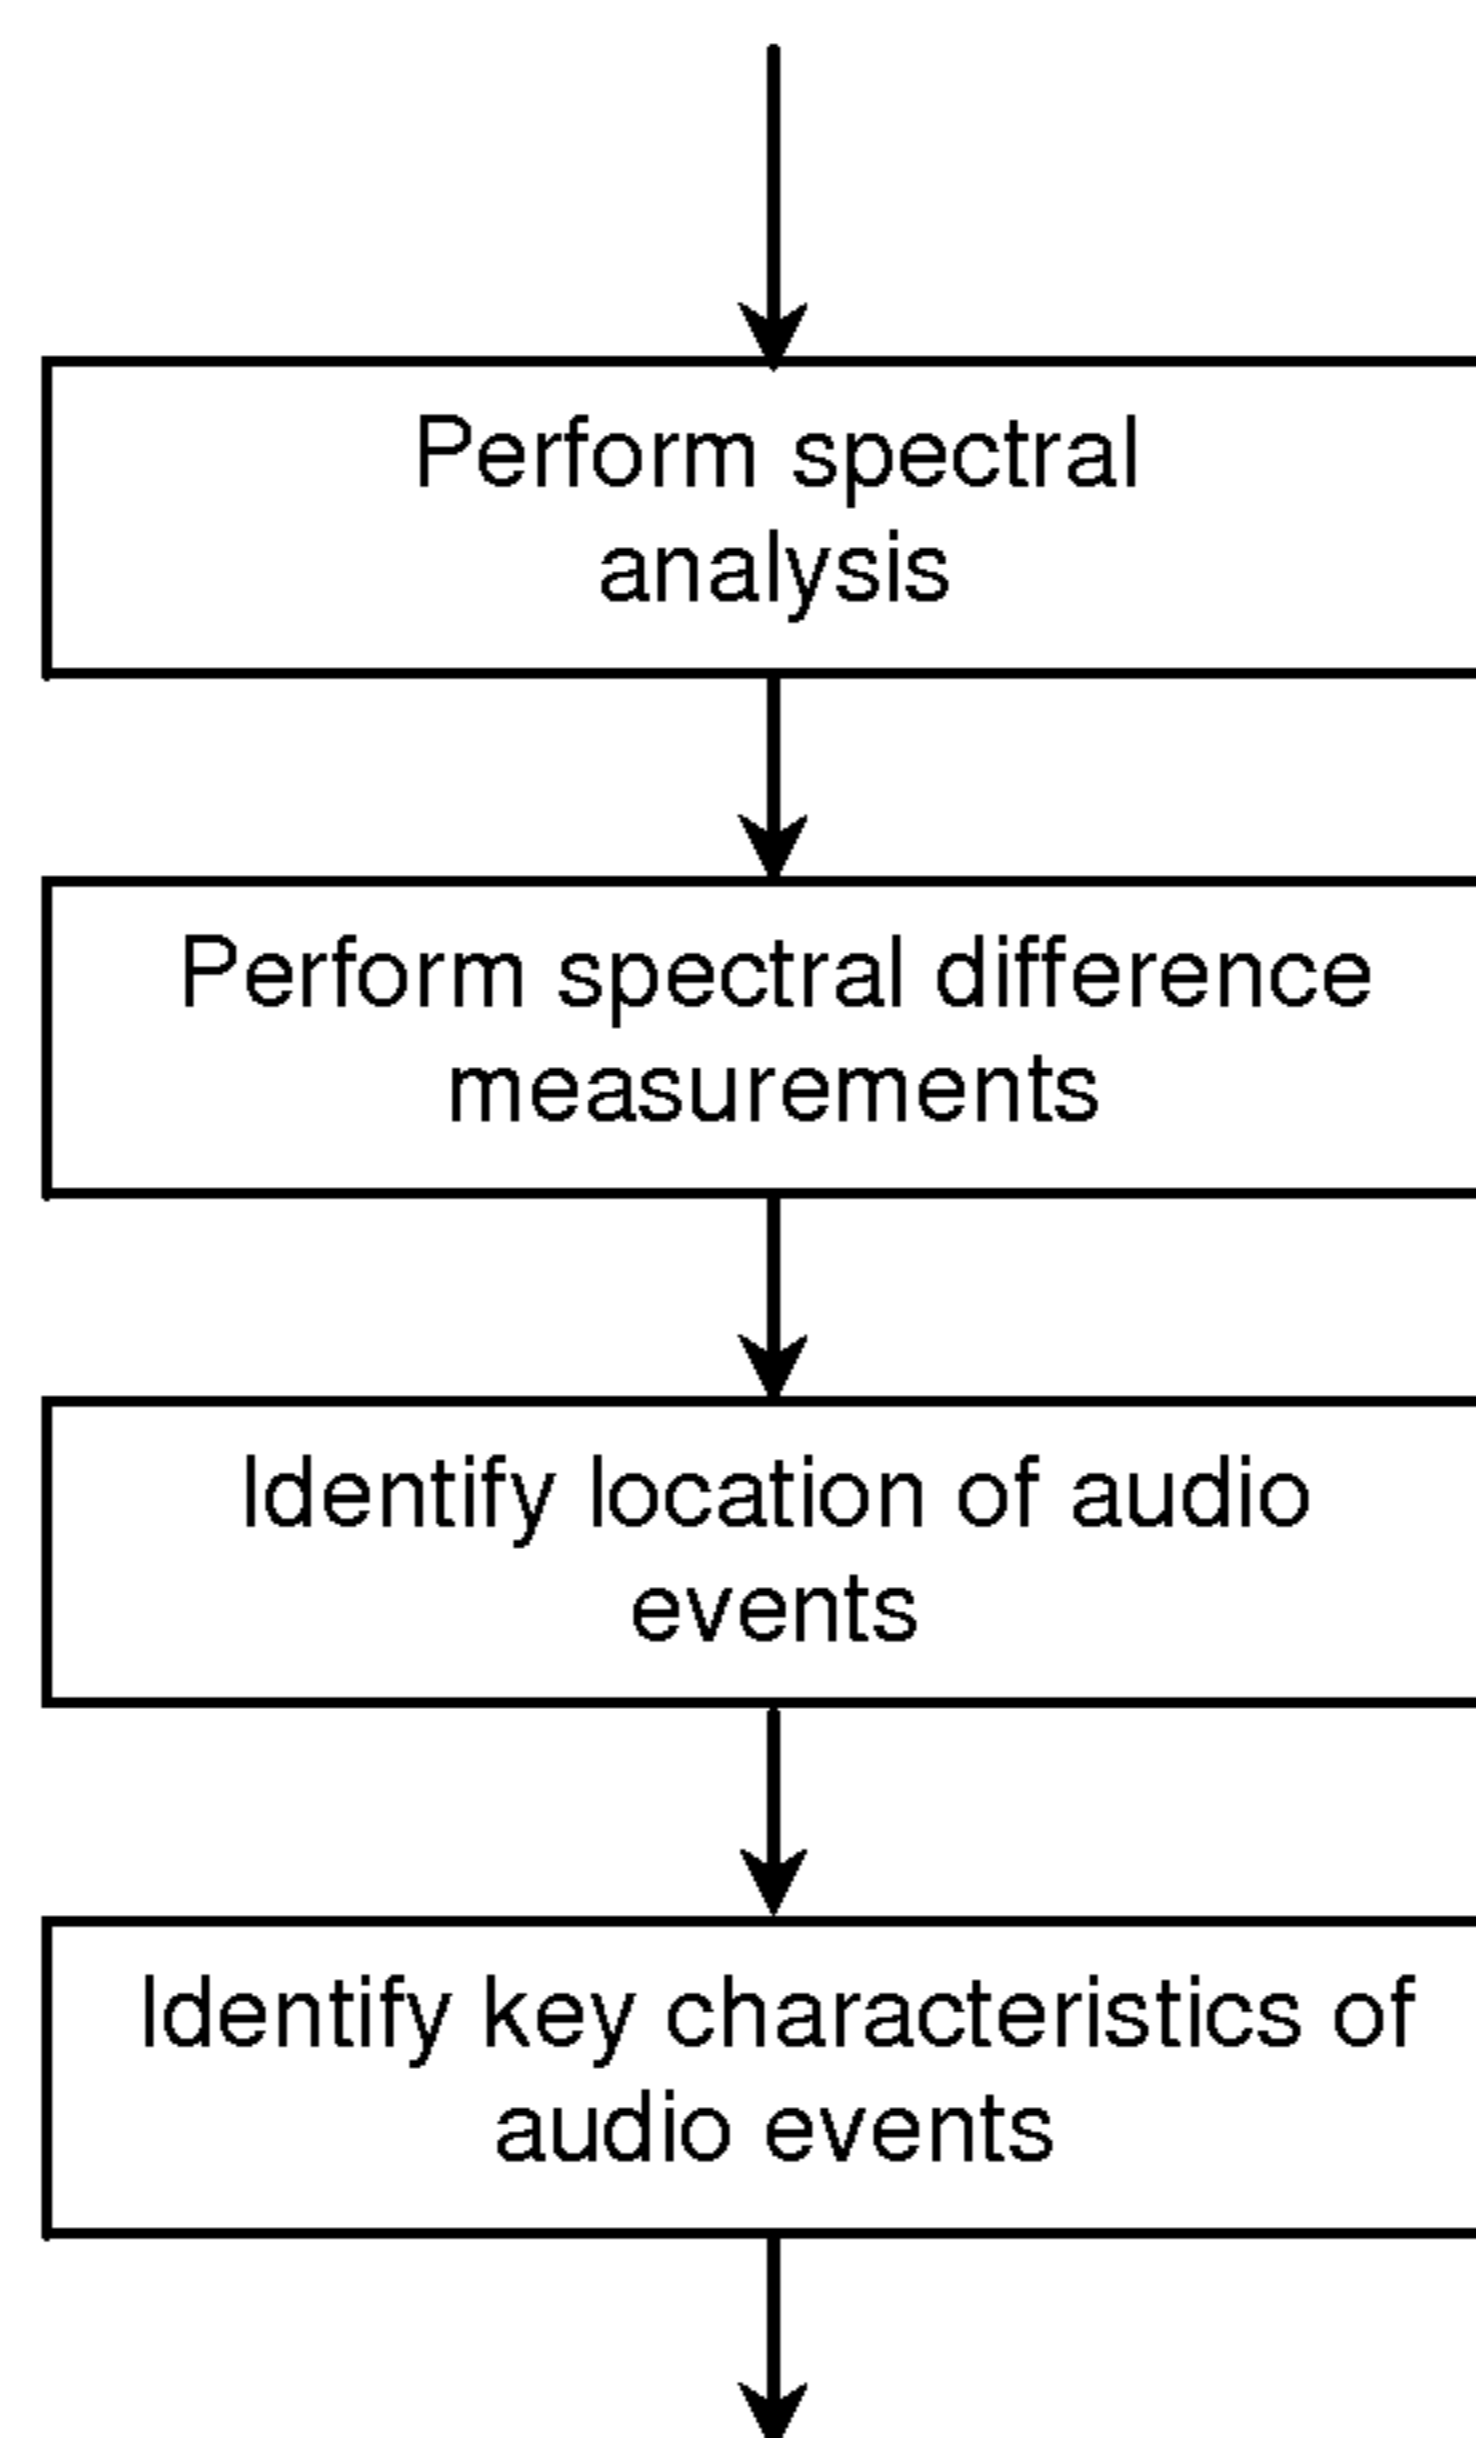 Perform spectral
analysis
Perform spectral difference
measurements
Identify location of audio
events
Identify key characteristics of
audio events